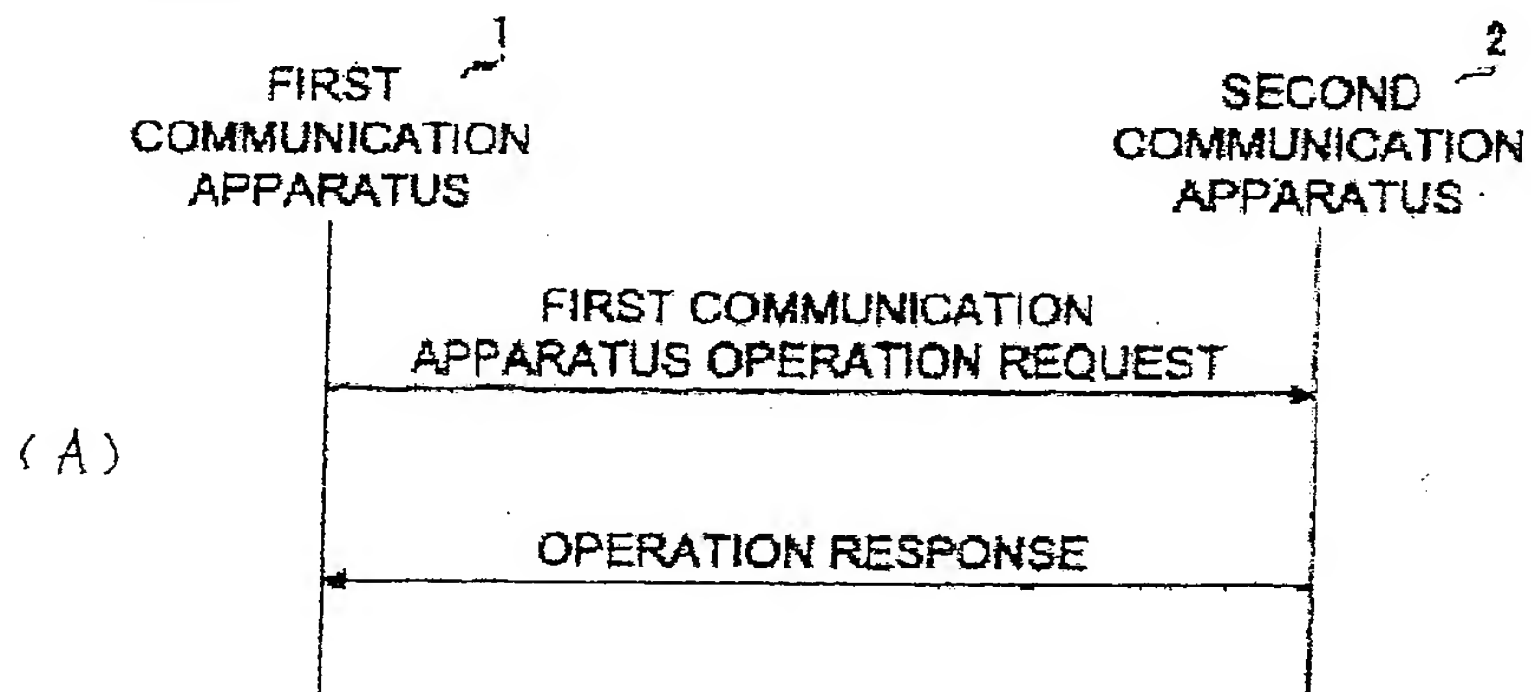 1
FIRST
COMMUNICATION
APPARATUS
2
SECOND
COMMUNICATION
APPARATUS
FIRST COMMUNICATION
APPARATUS OPERATION REQUEST
(A)
OPERATION RESPONSE